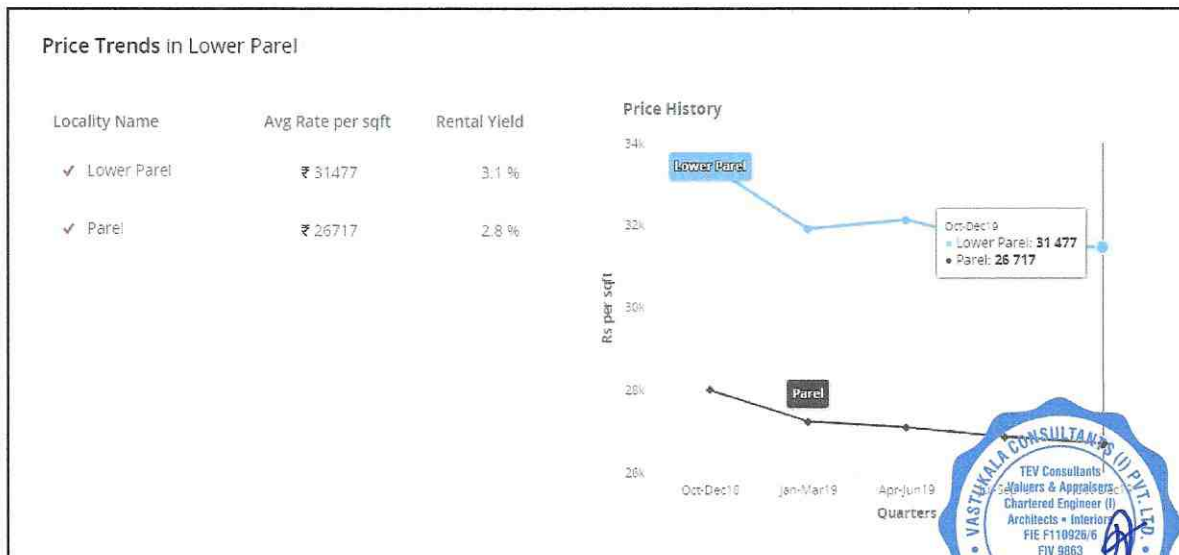 Price Trends in Lower Parel
Locality Name Avg Rate per sqft Rental Yield
✓ Lower Parel ₹ 31477 3.1 %
✓ Parel ₹ 26717 2.8 %
Price History
34k
32k
30k
28k
26k
Rs per sqft
Lower Parel
Oct-Dec19
• Lower Parel: 31 477
• Parel: 26 717
Parel
Oct-Dec18 Jan-Mar19 Apr-Jun19
Quarters
VASTUKALA CONSULTANTS (I) PVT. LTD.
TEV Consultants
Valuers & Appraisers
Chartered Engineer (I)
Architects • Interiors
FIE F110926/6
FIV 9863